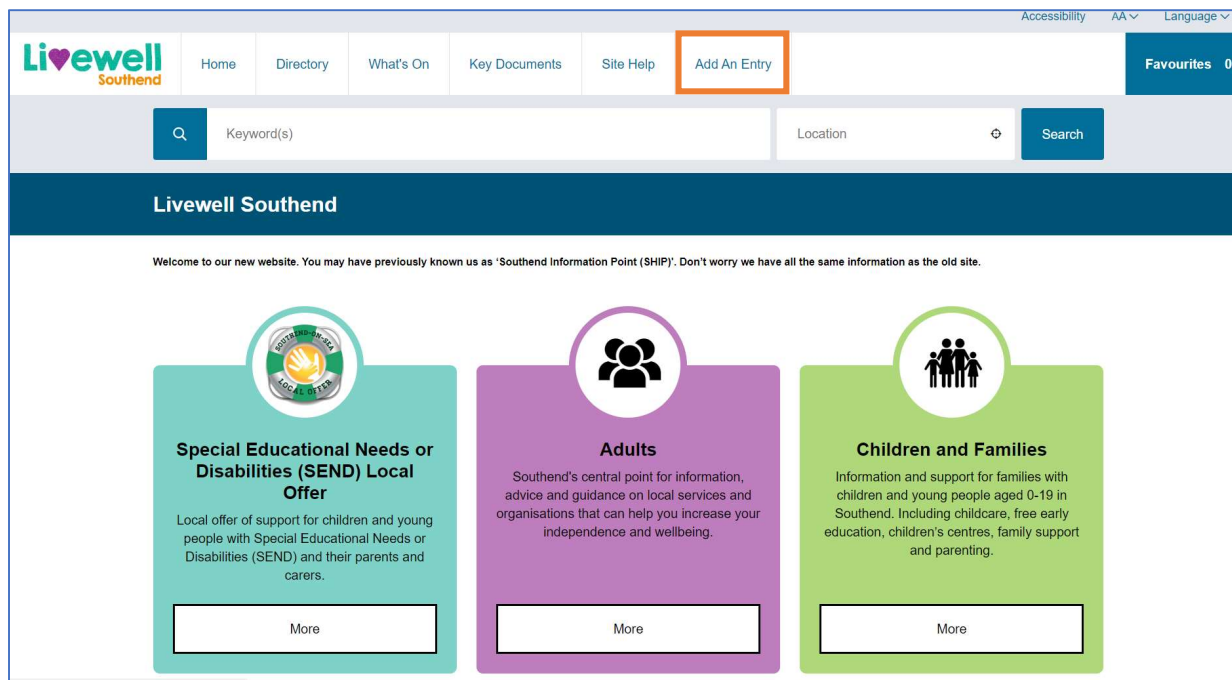 Accessibility AA Language
Livewell
Southend
Home Directory What's On Key Documents Site Help Add An Entry
Favourites 0
Keyword(s) Location Search
Livewell Southend
Welcome to our new website. You may have previously known us as ‘Southend Information Point (SHIP)’. Don’t worry we have all the same information as the old site.
SOUTHEND-ON-SEA
LOCAL OFFER
Special Educational Needs or
Disabilities (SEND) Local
Offer
Local offer of support for children and young
people with Special Educational Needs or
Disabilities (SEND) and their parents and
carers.
More
Adults
Southend's central point for information,
advice and guidance on local services and
organisations that can help you increase your
independence and wellbeing.
More
Children and Families
Information and support for families with
children and young people aged 0-19 in
Southend. Including childcare, free early
education, children's centres, family support
and parenting.
More